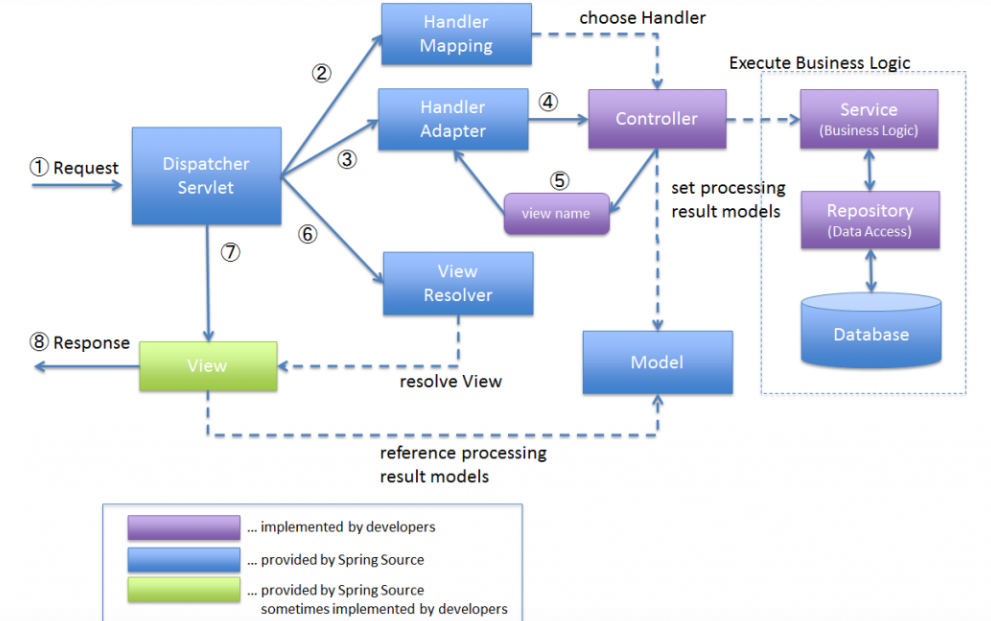 choose Handler
Handler
Mapping
②
Execute Business Logic
Handler
Adapter
④
Controller
Service
(Business Logic)
① Request
Dispatcher
Servlet
③
⑤
view name
set processing
result models
Repository
(Data Access)
⑥
⑦
View
Resolver
Database
⑧ Response
View
resolve View
Model
reference processing
result models
... implemented by developers
... provided by Spring Source
... provided by Spring Source
sometimes implemented by developers